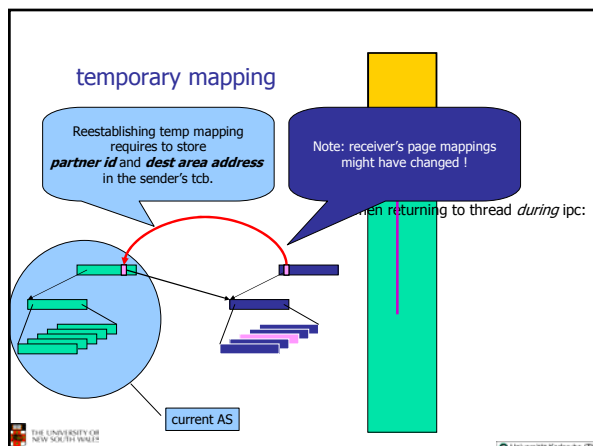 temporary mapping
Reestablishing temp mapping
requires to store
partner id and dest area address
in the sender's tcb.
Note: receiver's page mappings
might have changed !
returning to thread during ipc:
current AS
THE UNIVERSITY OF
NEW SOUTH WALES